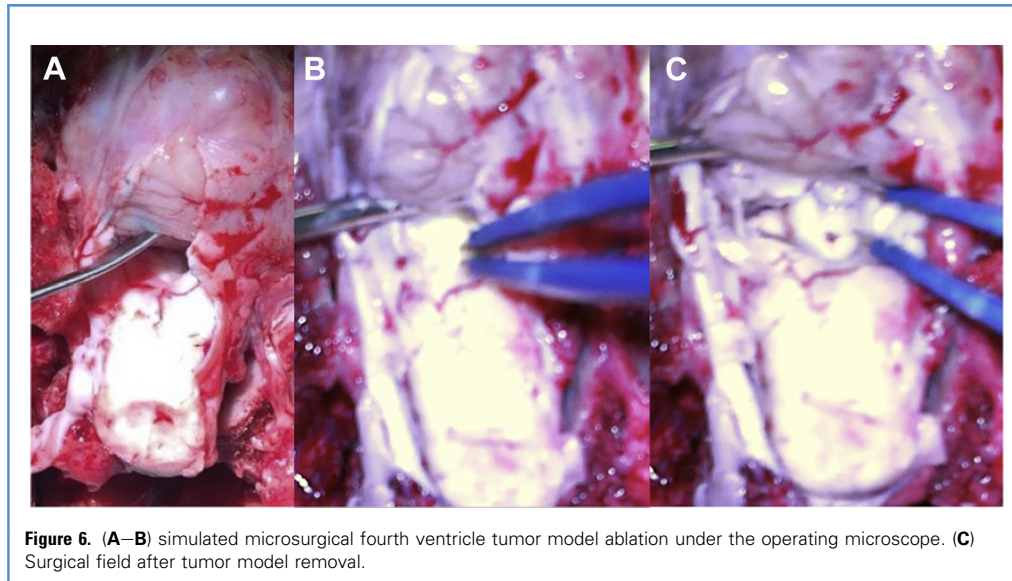 A
B
C
Figure 6. (A–B) simulated microsurgical fourth ventricle tumor model ablation under the operating microscope. (C)
Surgical field after tumor model removal.